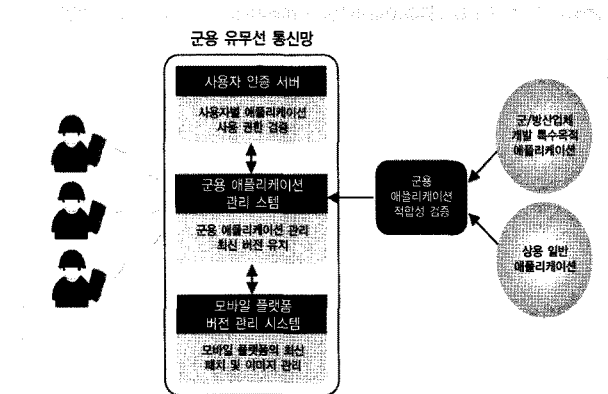 군용 유무선 통신망
사용자 인증 서버
사용자별 애플리케이션
사용 권한 검증
군용 애플리케이션
관리 스템
군용 애플리케이션 관리
최신 버전 유지
모바일 플랫폼
버전 관리 시스템
모바일 플랫폼의 최신
패치 및 이미지 관리
군용
애플리케이션
적합성 검증
군/방산업체
개발 특수목적
애플리케이션
상용 일반
애플리케이션